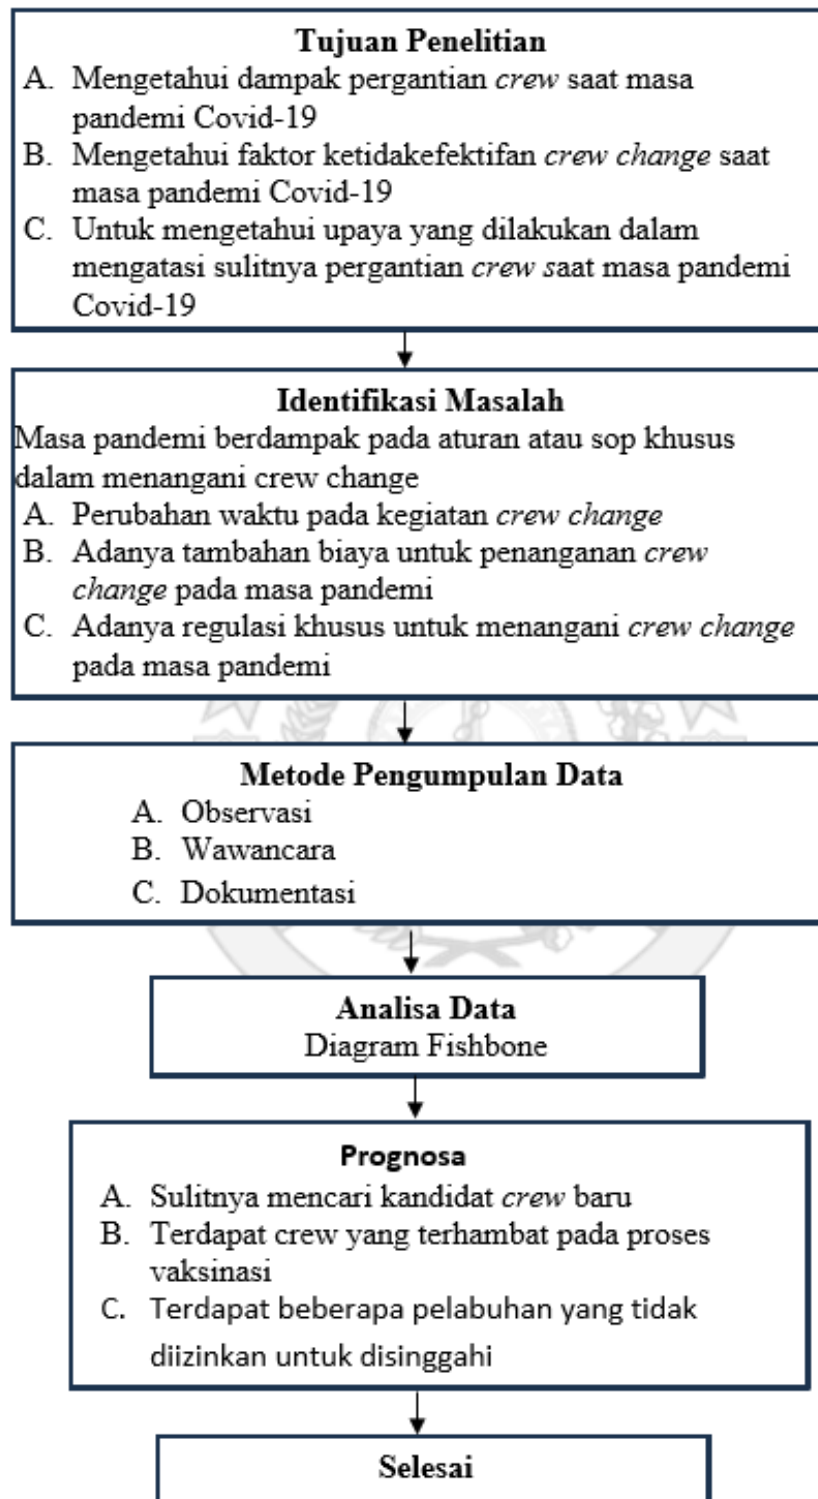 Tujuan Penelitian
A. Mengetahui dampak pergantian crew saat masa
pandemi Covid-19
B. Mengetahui faktor ketidakefektifan crew change saat
masa pandemi Covid-19
C. Untuk mengetahui upaya yang dilakukan dalam
mengatasi sulitnya pergantian crew saat masa pandemi
Covid-19
Identifikasi Masalah
Masa pandemi berdampak pada aturan atau sop khusus
dalam menangani crew change
A. Perubahan waktu pada kegiatan crew change
B. Adanya tambahan biaya untuk penanganan crew
change pada masa pandemi
C. Adanya regulasi khusus untuk menangani crew change
pada masa pandemi
Metode Pengumpulan Data
A. Observasi
B. Wawancara
C. Dokumentasi
Analisa Data
Diagram Fishbone
Prognosa
A. Sulitnya mencari kandidat crew baru
B. Terdapat crew yang terhambat pada proses
vaksinasi
C. Terdapat beberapa pelabuhan yang tidak
diizinkan untuk disinggahi
Selesai